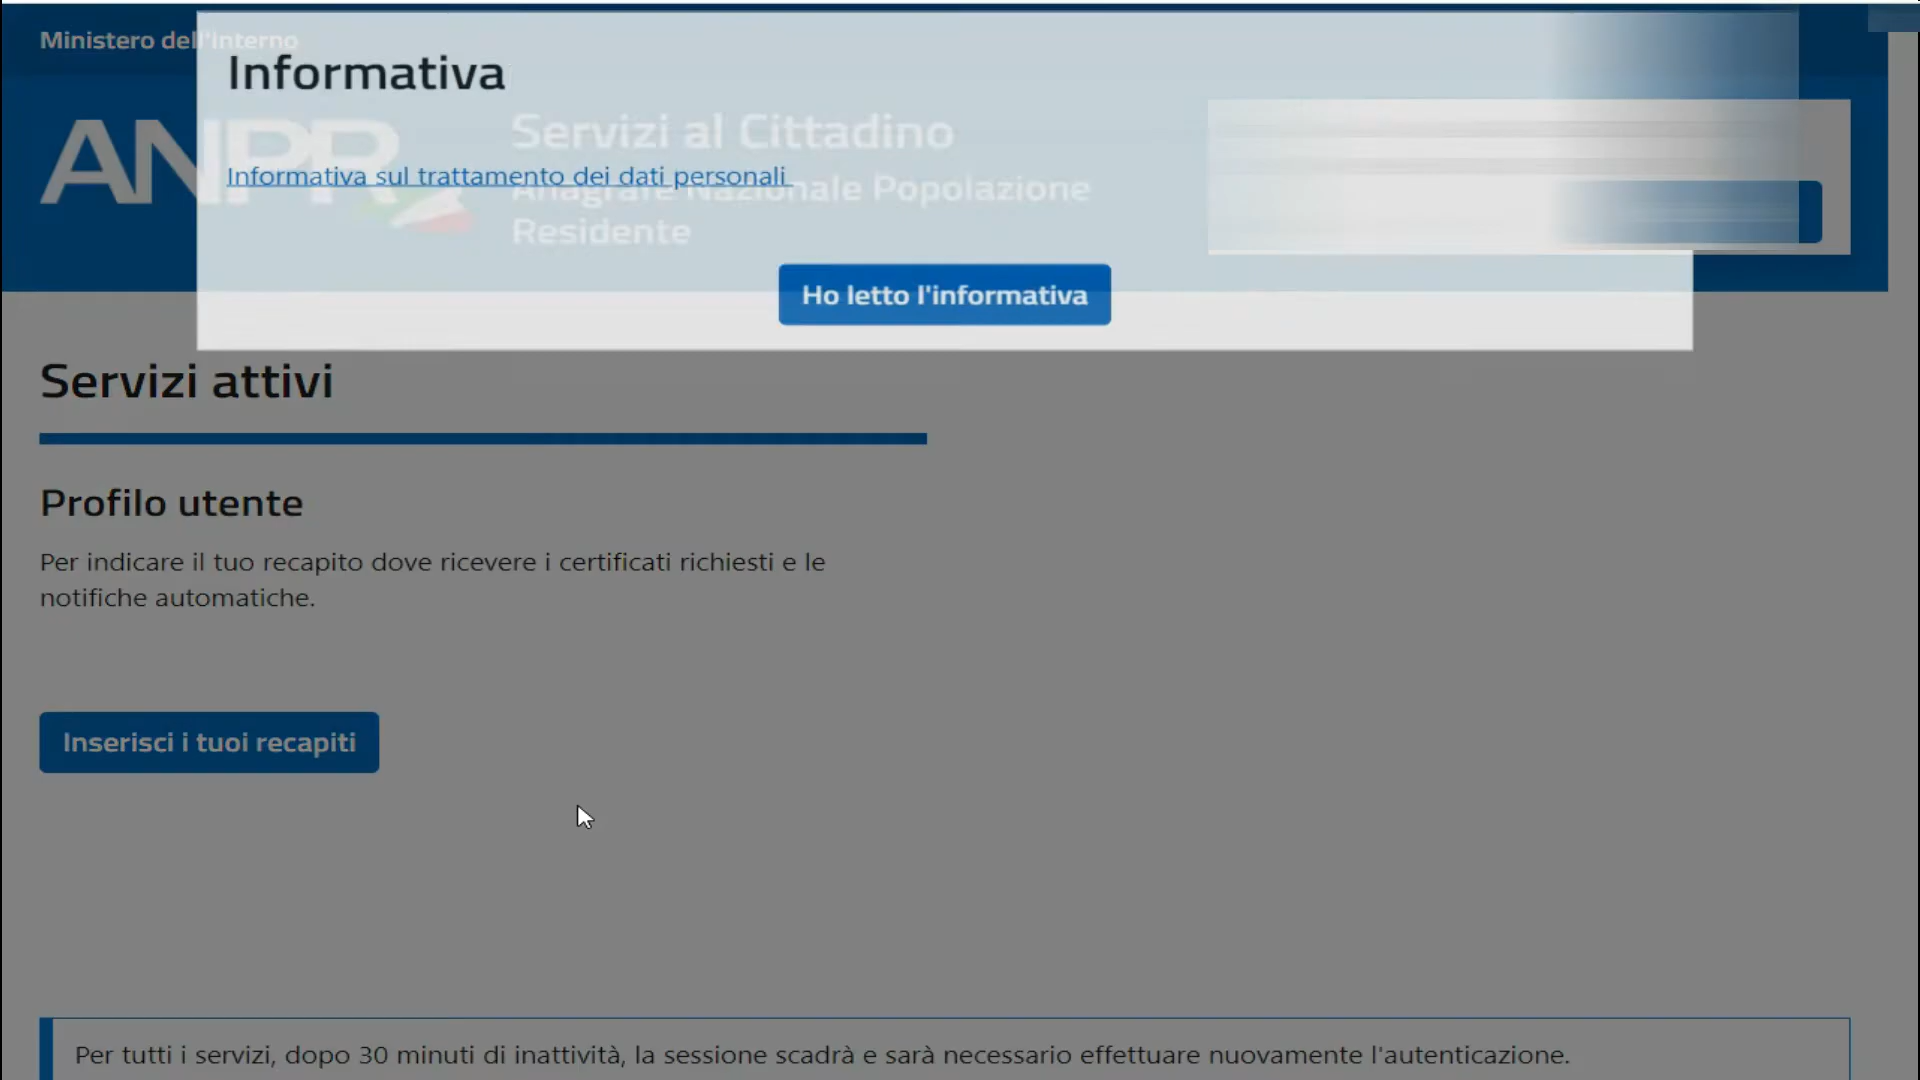 Ministero dell'Interno
Informativa
ANPR
Servizi al Cittadino
Informativa sul trattamento dei dati personali
Anagrafe Nazionale Popolazione
Residente
Ho letto l'informativa
Servizi attivi
Profilo utente
Per indicare il tuo recapito dove ricevere i certificati richiesti e le
notifiche automatiche.
Inserisci i tuoi recapiti
Per tutti i servizi, dopo 30 minuti di inattività, la sessione scadrà e sarà necessario effettuare nuovamente l'autenticazione.